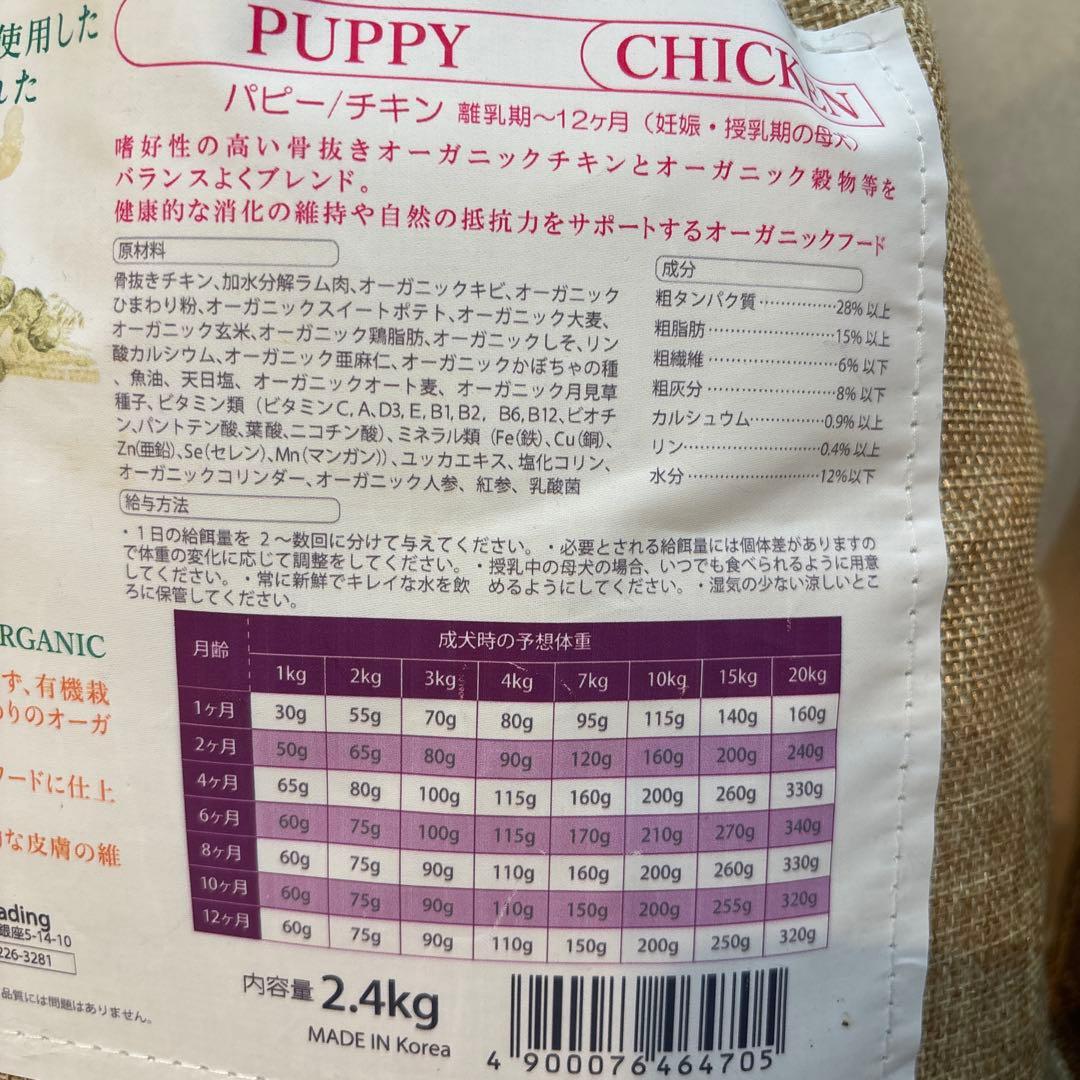 使用した
た
PUPPY
CHICKEN
パピー/チキン 離乳期～12ヶ月（妊娠・授乳期の母犬）
嗜好性の高い骨抜きオーガニックチキンとオーガニック穀物等を
バランスよくブレンド。
健康的な消化の維持や自然の抵抗力をサポートするオーガニックフード
原材料
骨抜きチキン、加水分解ラム肉、オーガニックキビ、オーガニック
ひまわり粉、オーガニックスイートポテト、オーガニック大麦、
オーガニック玄米、オーガニック鶏脂肪、オーガニックしそ、リン
酸カルシウム、オーガニック亜麻仁、オーガニックかぼちゃの種
、魚油、天日塩、オーガニックオート麦、オーガニック月見草
種子、ビタミン類（ビタミンC, A, D3, E, B1, B2, B6, B12、ビオチ
ン、パントテン酸、葉酸、ニコチン酸）、ミネラル類（Fe(鉄)、Cu（銅）、
Zn(亜鉛)、Se(セレン)、Mn(マンガン)）、ユッカエキス、塩化コリン、
オーガニックコリンダー、オーガニック人参、紅参、乳酸菌
成分
粗タンパク質……………28% 以上
粗脂肪……………15% 以上
粗繊維……………6% 以下
粗灰分……………8% 以下
カルシュウム……………0.9% 以上
リン……………0.4% 以上
水分……………12%以下
給与方法
・1日の給餌量を 2～数回に分けて与えてください。・必要とされる給餌量には個体差がありますの
で体重の変化に応じて調整をしてください。・授乳中の母犬の場合、いつでも食べられるように用意
してください。・常に新鮮でキレイな水を飲 めるようにしてください。・湿気の少ない涼しいとこ
ろに保管してください。
RGANIC
ず、有機栽
りのオーガ
ードに仕上
な皮膚の維
ading
銀座5-14-10
226-3281
品質には問題はありません。
月齢 成犬時の予想体重
1kg 2kg 3kg 4kg 7kg 10kg 15kg 20kg
1ヶ月 30g 55g 70g 80g 95g 115g 140g 160g
2ヶ月 50g 65g 80g 90g 120g 160g 200g 240g
4ヶ月 65g 80g 100g 115g 160g 200g 260g 330g
6ヶ月 60g 75g 100g 115g 170g 210g 270g 340g
8ヶ月 60g 75g 90g 110g 160g 200g 260g 330g
10ヶ月 60g 75g 90g 110g 150g 200g 255g 320g
12ヶ月 60g 75g 90g 110g 150g 200g 250g 320g
内容量 2.4kg
MADE IN Korea
4 900076 464705